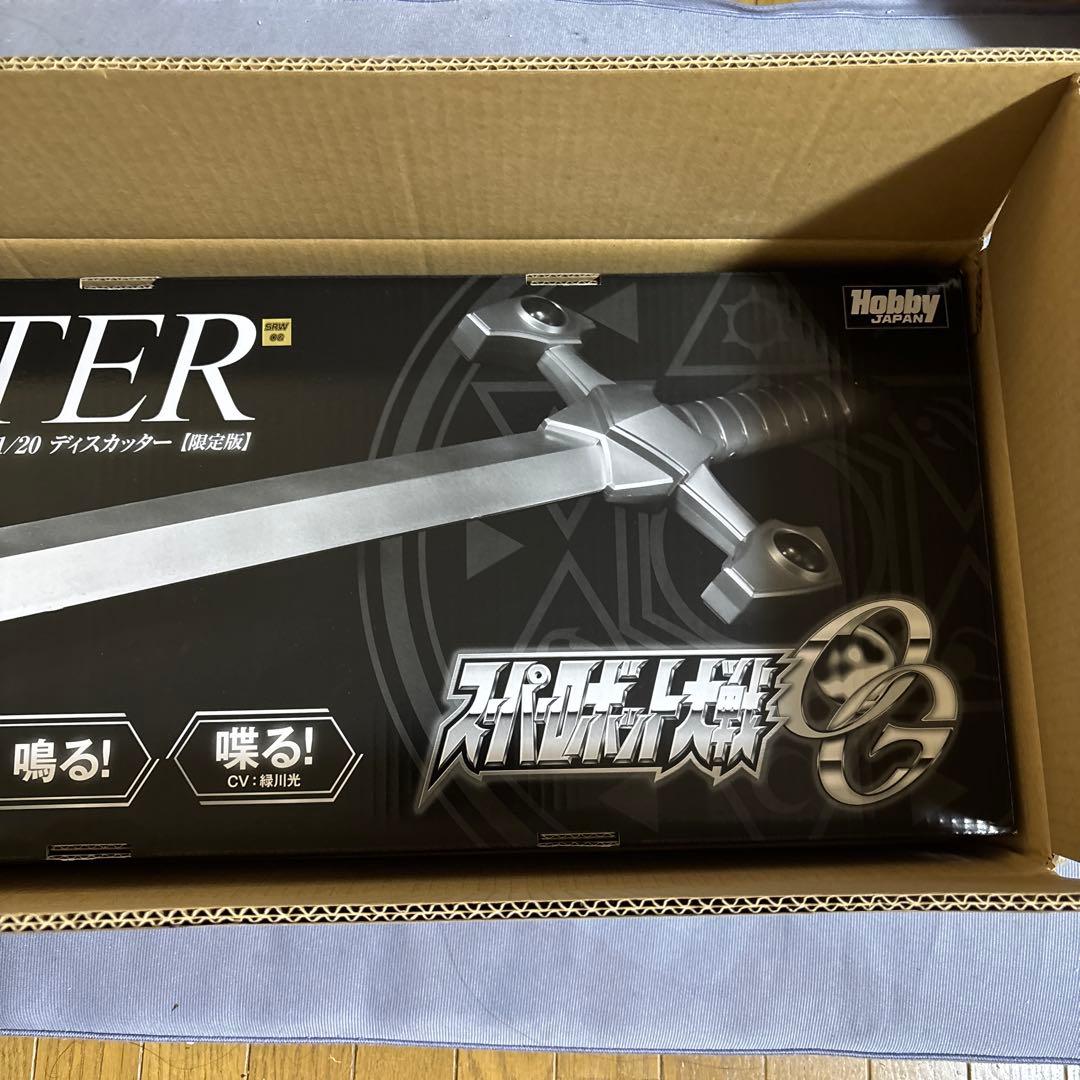 Hobby
JAPAN
TER
SRW
OG
1/20 ディスカッター【限定版】
鳴る!
喋る!
CV:緑川光
スーパーロボット大戦
OG